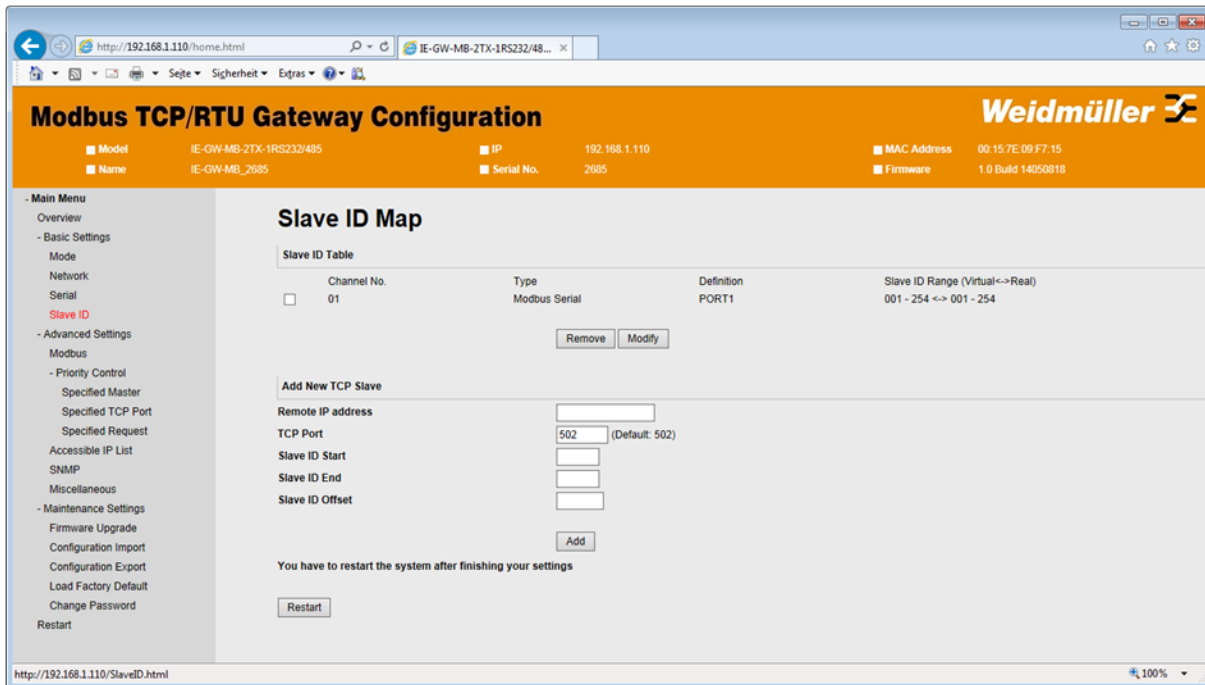 http://192.168.1.110/home.html
IE-GW-MB-2TX-1RS232/48...
Seite Sicherheit Extras
Modbus TCP/RTU Gateway Configuration
Weidmüller
Model IE-GW-MB-2TX-1RS232/485 IP 192.168.1.110 MAC Address 00:15:7E:09:F7:15
Name IE-GW-MB_2685 Serial No. 2685 Firmware 1.0 Build 14050818
- Main Menu
Overview
- Basic Settings
Mode
Network
Serial
Slave ID
- Advanced Settings
Modbus
- Priority Control
Specified Master
Specified TCP Port
Specified Request
Accessible IP List
SNMP
Miscellaneous
- Maintenance Settings
Firmware Upgrade
Configuration Import
Configuration Export
Load Factory Default
Change Password
Restart
Slave ID Map
Slave ID Table
Channel No. Type Definition Slave ID Range (Virtual<->Real)
01 Modbus Serial PORT1 001 - 254 <-> 001 - 254
Remove Modify
Add New TCP Slave
Remote IP address
TCP Port 502 (Default: 502)
Slave ID Start
Slave ID End
Slave ID Offset
Add
You have to restart the system after finishing your settings
Restart
http://192.168.1.110/SlaveID.html
100%